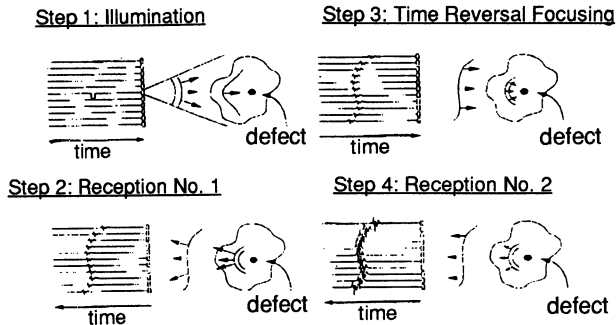 Step 1: Illumination
time
defect
Step 3: Time Reversal Focusing
time
defect
Step 2: Reception No. 1
time
defect
Step 4: Reception No. 2
time
defect